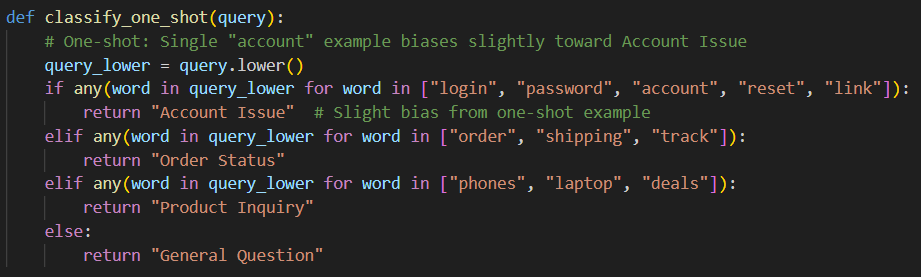 def classify_one_shot(query):
    # One-shot: Single "account" example biases slightly toward Account Issue
    query_lower = query.lower()
    if any(word in query_lower for word in ["login", "password", "account", "reset", "link"]):
        return "Account Issue"  # Slight bias from one-shot example
    elif any(word in query_lower for word in ["order", "shipping", "track"]):
        return "Order Status"
    elif any(word in query_lower for word in ["phones", "laptop", "deals"]):
        return "Product Inquiry"
    else:
        return "General Question"